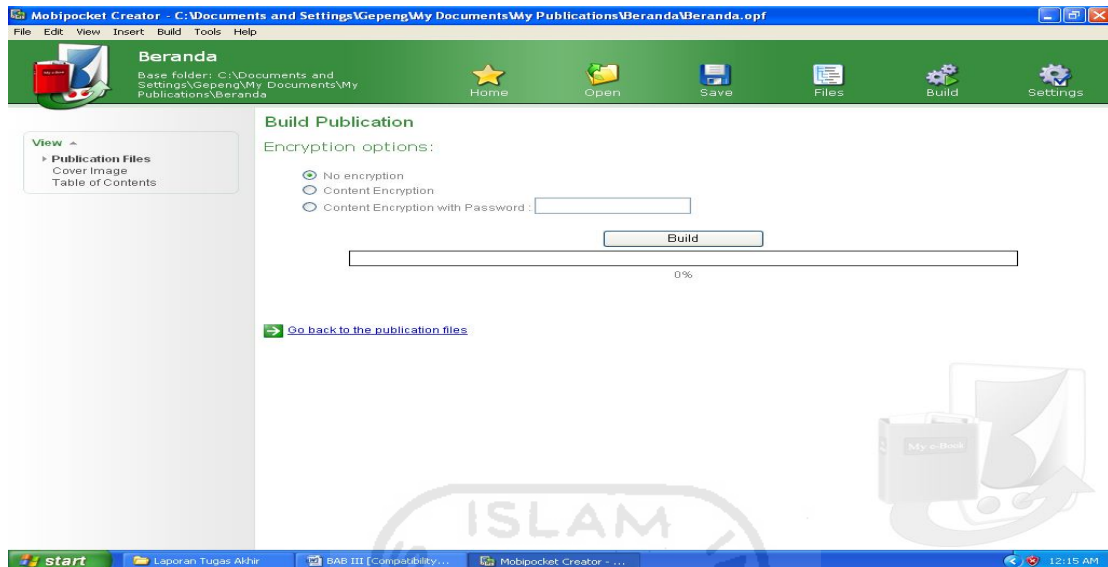 Mobipocket Creator - C:\Documents and Settings\Gepeng\My Documents\My Publications\Beranda\Beranda.opf
File Edit View Insert Build Tools Help
Beranda
Base folder: C:\Documents and
Settings\Gepeng\My Documents\My
Publications\Beranda
Home Open Save Files Build Settings
View
Publication Files
Cover Image
Table of Contents
Build Publication
Encryption options:
No encryption
Content Encryption
Content Encryption with Password :
Build
0%
Go back to the publication files
My e-Book
ISLAM
start Laporan Tugas Akhir BAB III [Compatibility... Mobipocket Creator - ... 12:15 AM